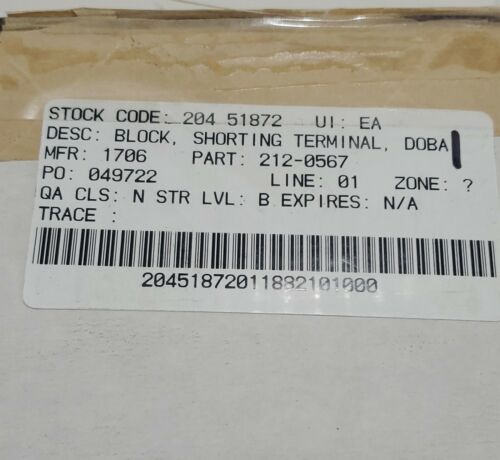 STOCK CODE: 204 51872 UI: EA
DESC: BLOCK, SHORTING TERMINAL, DOBA
MFR: 1706 PART: 212-0567
PO: 049722 LINE: 01 ZONE: ?
QA CLS: N STR LVL: B EXPIRES: N/A
TRACE :
20451872011882101000